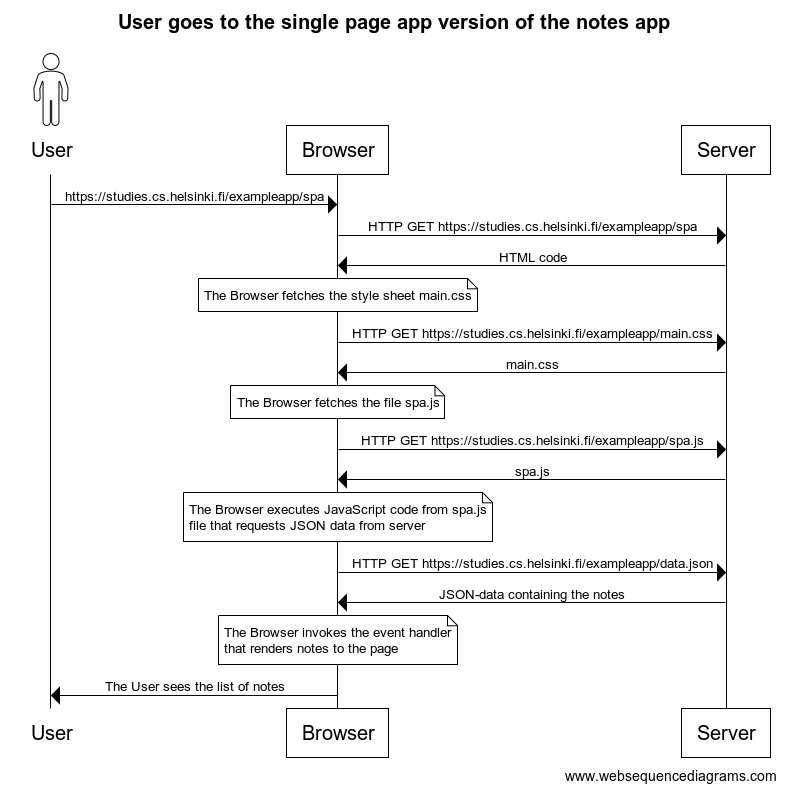 User goes to the single page app version of the notes app
User
Browser
Server
https://studies.cs.helsinki.fi/exampleapp/spa
HTTP GET https://studies.cs.helsinki.fi/exampleapp/spa
HTML code
The Browser fetches the style sheet main.css
HTTP GET https://studies.cs.helsinki.fi/exampleapp/main.css
main.css
The Browser fetches the file spa.js
HTTP GET https://studies.cs.helsinki.fi/exampleapp/spa.js
spa.js
The Browser executes JavaScript code from spa.js
file that requests JSON data from server
HTTP GET https://studies.cs.helsinki.fi/exampleapp/data.json
JSON-data containing the notes
The Browser invokes the event handler
that renders notes to the page
The User sees the list of notes
User
Browser
Server
www.websequencediagrams.com